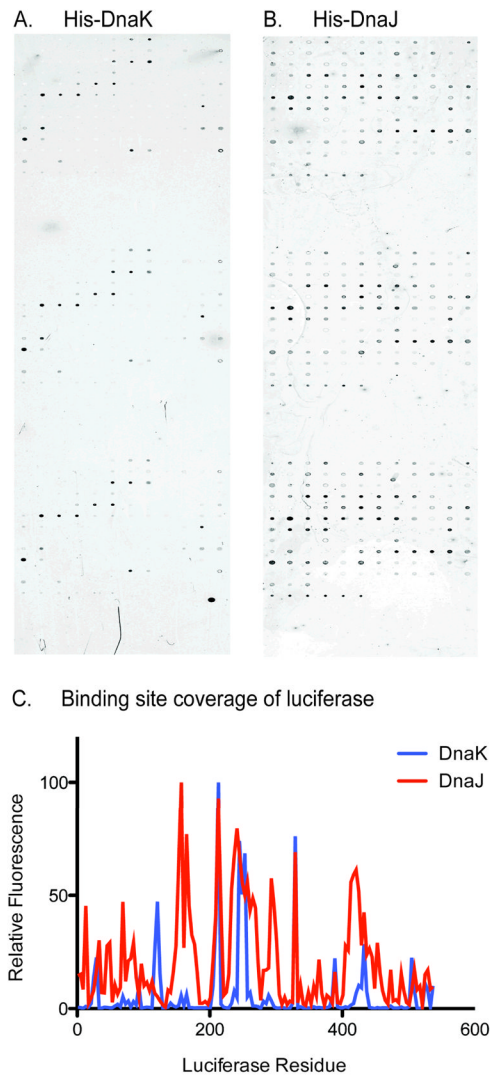 A. His-DnaK
B. His-DnaJ
C. Binding site coverage of luciferase
DnaK
DnaJ
100
50
0
Relative Fluorescence
0 200 400 600
Luciferase Residue